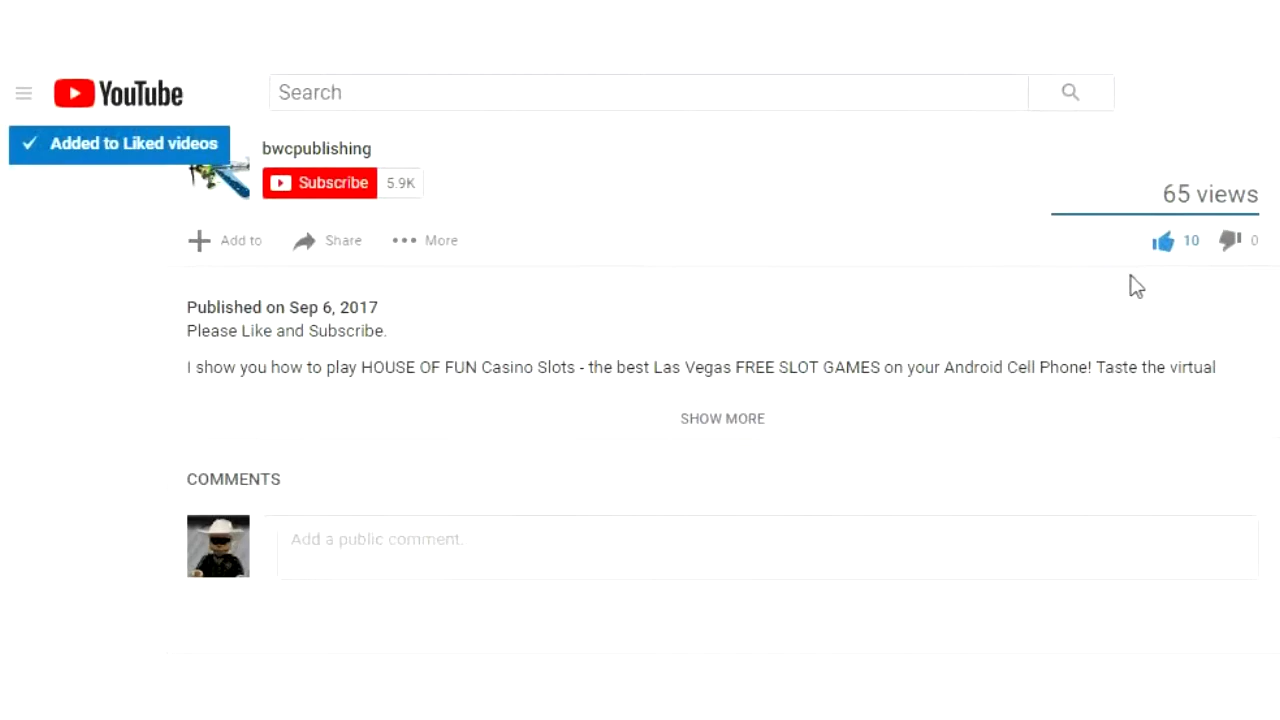 YouTube
Search
Added to Liked videos
bwcpublishing
Subscribe 5.9K
65 views
Add to Share More 10 0
Published on Sep 6, 2017
Please Like and Subscribe.
I show you how to play HOUSE OF FUN Casino Slots - the best Las Vegas FREE SLOT GAMES on your Android Cell Phone! Taste the virtual
SHOW MORE
COMMENTS
Add a public comment.